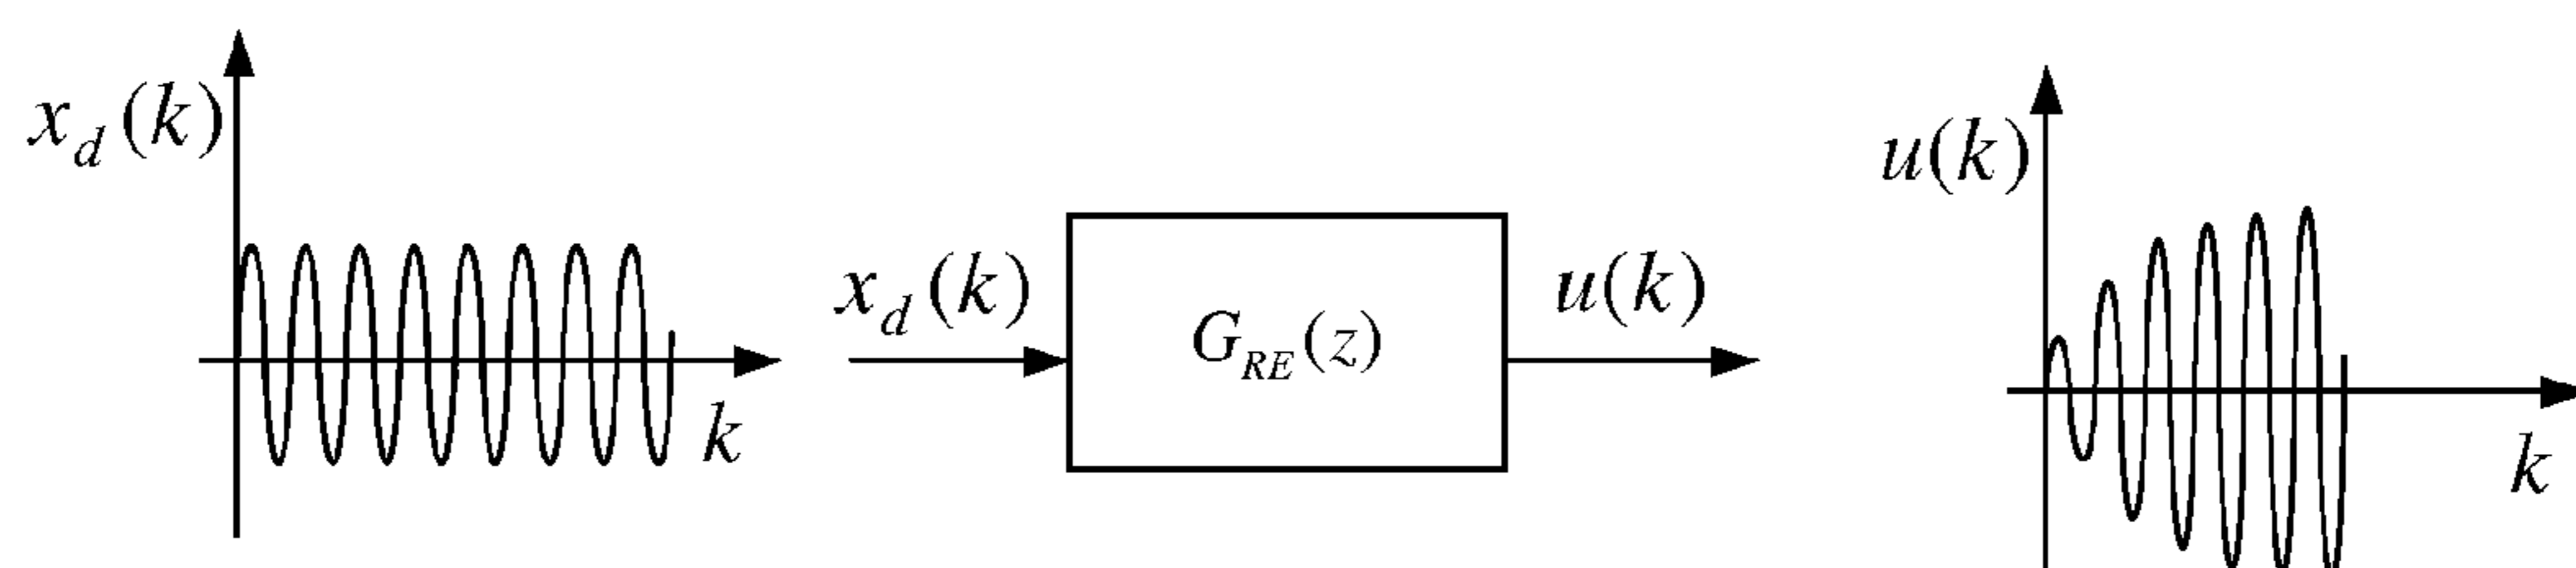 x_d(k)
k
x_d(k)
G_RE(z)
u(k)
u(k)
k